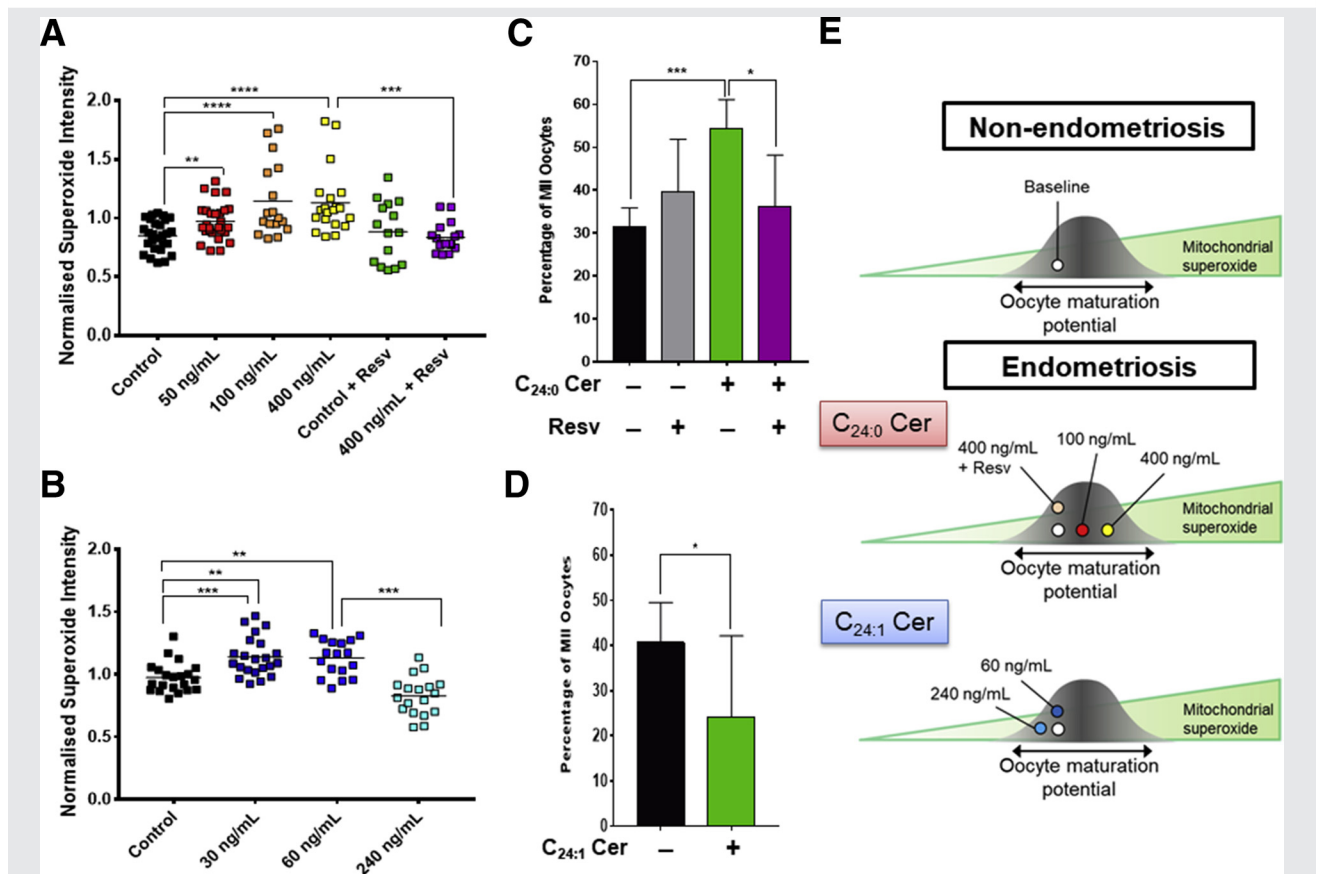 A
Normalised Superoxide Intensity
2.0
1.5
1.0
0.5
0.0
****
****
**
***
Control
50 ng/mL
100 ng/mL
400 ng/mL
Control + Resv
400 ng/mL + Resv
B
Normalised Superoxide Intensity
2.0
1.5
1.0
0.5
0.0
**
**
***
***
Control
30 ng/mL
60 ng/mL
240 ng/mL
C
Percentage of MII Oocytes
70
60
50
40
30
20
10
0
***
*
C24:0 Cer – – + +
Resv – + – +
D
Percentage of MII Oocytes
70
60
50
40
30
20
10
0
*
C24:1 Cer – +
E
Non-endometriosis
Baseline
Mitochondrial
superoxide
Oocyte maturation
potential
Endometriosis
C24:0 Cer
400 ng/mL
+ Resv
100 ng/mL
400 ng/mL
Mitochondrial
superoxide
Oocyte maturation
potential
C24:1 Cer
60 ng/mL
240 ng/mL
Mitochondrial
superoxide
Oocyte maturation
potential